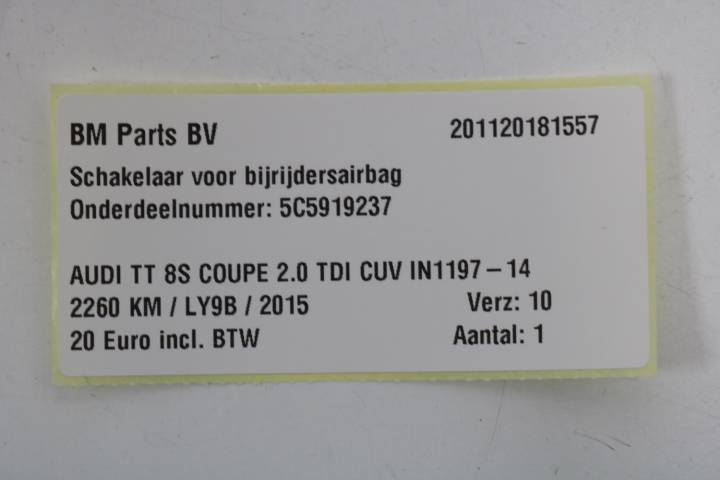 BM Parts BV 201120181557
Schakelaar voor bijrijdersairbag
Onderdeelnummer: 5C5919237
AUDI TT 8S COUPE 2.0 TDI CUV IN1197-14
2260 KM / LY9B / 2015 Verz: 10
20 Euro incl. BTW Aantal: 1